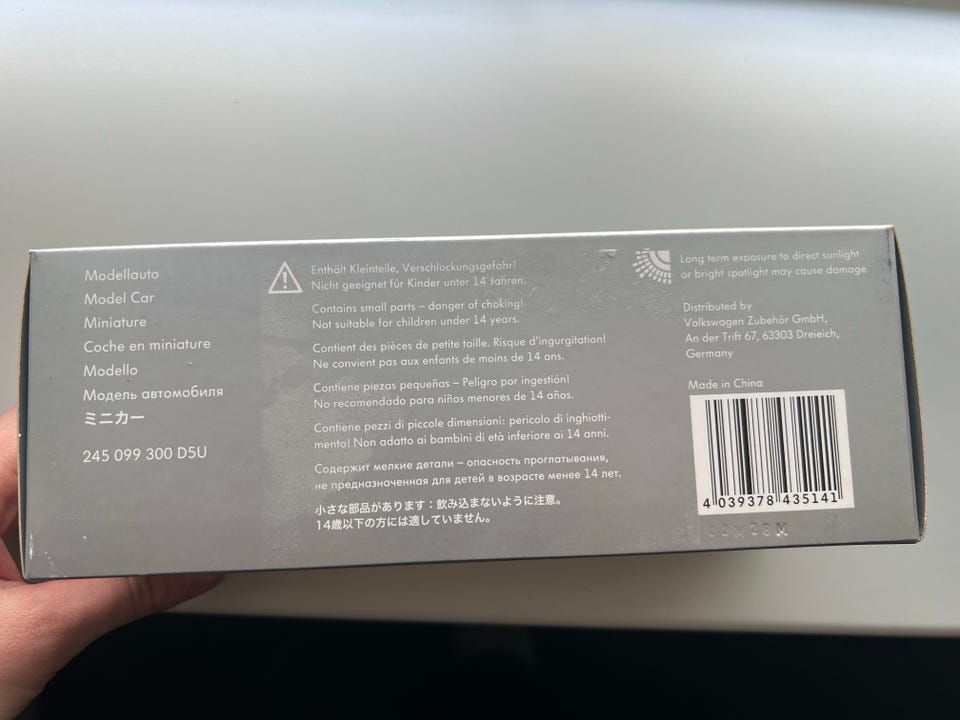 Modellauto
Model Car
Miniature
Coche en miniature
Modello
Модель автомобиля
ミニカー
245 099 300 D5U
Enthält Kleinteile, Verschluckungsgefahr!
Nicht geeignet für Kinder unter 14 Jahren.
Contains small parts – danger of choking!
Not suitable for children under 14 years.
Contient des pièces de petite taille. Risque d'ingurgitation!
Ne convient pas aux enfants de moins de 14 ans.
Contiene piezas pequeñas – Peligro por ingestión!
No recomendado para niños menores de 14 años.
Contiene pezzi di piccole dimensioni: pericolo di inghiotti-
mento! Non adatto ai bambini di età inferiore ai 14 anni.
Содержит мелкие детали – опасность проглатывания,
не предназначенная для детей в возрасте менее 14 лет.
小さな部品があります：飲み込まないように注意。
14歳以下の方には適していません。
Long term exposure to direct sunlight
or bright spotlight may cause damage.
Distributed by
Volkswagen Zubehör GmbH,
An der Trift 67, 63303 Dreieich,
Germany
Made in China
4 039378 435141